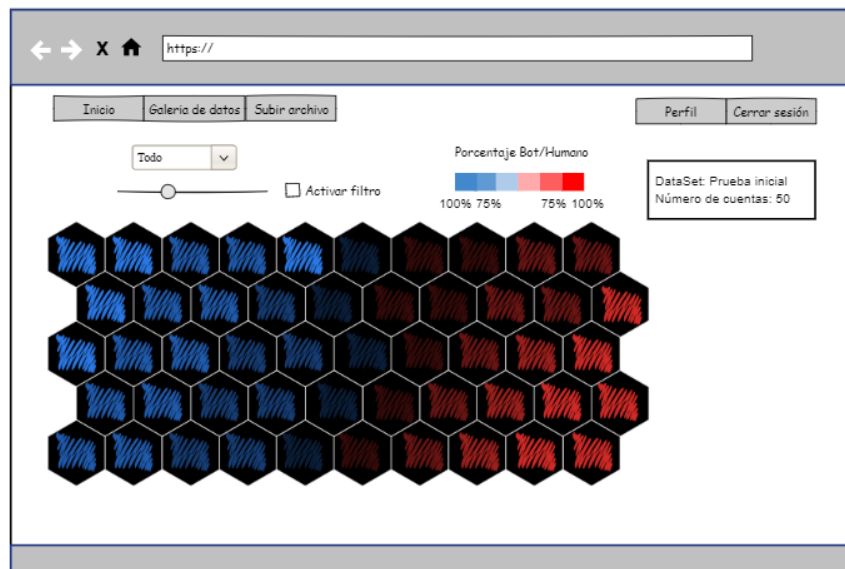 X
https://
Inicio Galeria de datos Subir archivo
Perfil Cerrar sesión
Todo
Activar filtro
Porcentaje Bot/Humano
100% 75% 75% 100%
DataSet: Prueba inicial
Número de cuentas: 50